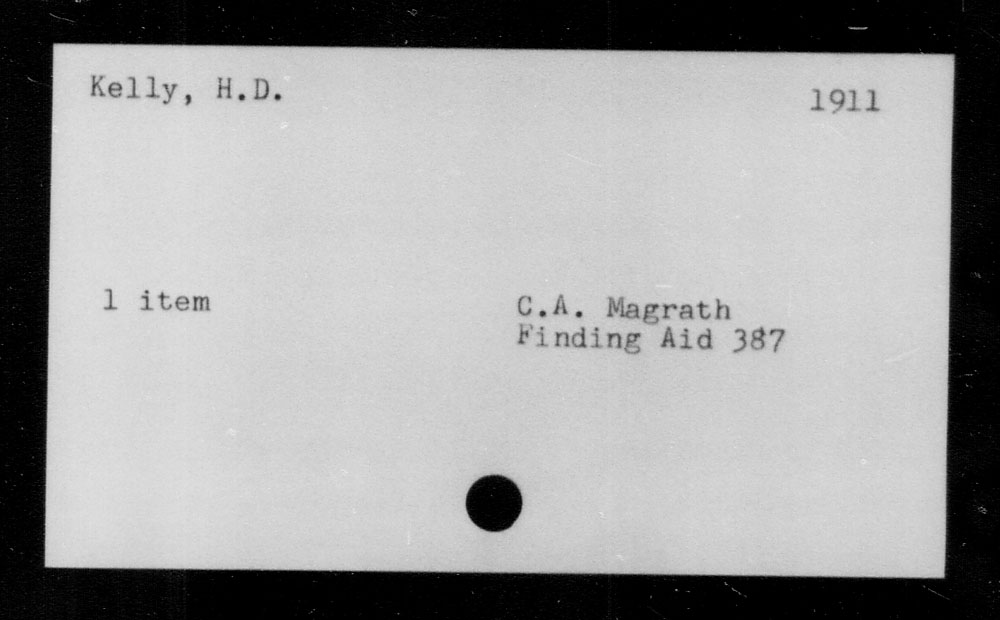 Kelly, H.D.
1911
1 item
C.A. Magrath
Finding Aid 387